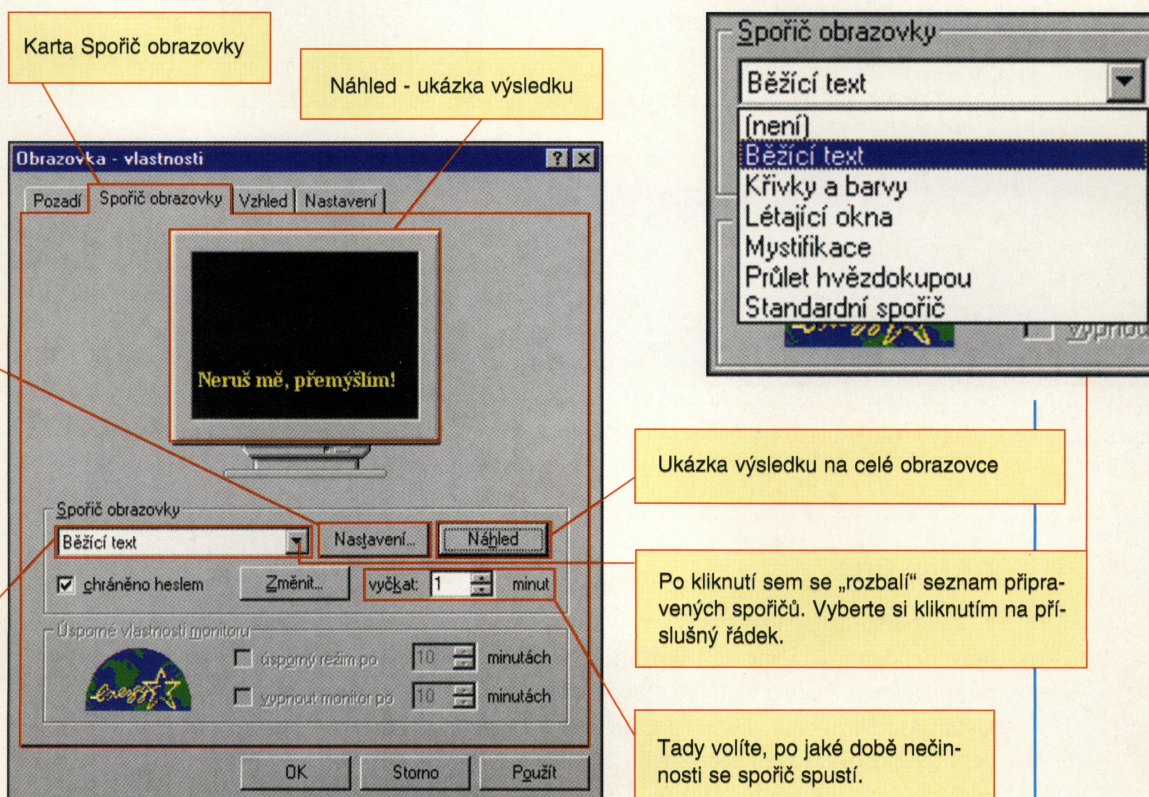 Karta Spořič obrazovky
Náhled - ukázka výsledku
Obrazovka - vlastnosti
Pozadí
Spořič obrazovky
Vzhled
Nastavení
Neruš mě, přemýšlím!
Spořič obrazovky
Běžící text
Nastavení...
Náhled
chráněno heslem
Změnit...
vyčkat:
1
minut
Úsporné vlastnosti monitoru
energy
úsporný režim po
10
minutách
vypnout monitor po
10
minutách
OK
Storno
Použít
Spořič obrazovky
Běžící text
(není)
Běžící text
Křivky a barvy
Létající okna
Mystifikace
Průlet hvězdokupou
Standardní spořič
Ukázka výsledku na celé obrazovce
Po kliknutí sem se „rozbalí“ seznam připra-
vených spořičů. Vyberte si kliknutím na pří-
slušný řádek.
Tady volíte, po jaké době nečin-
nosti se spořič spustí.